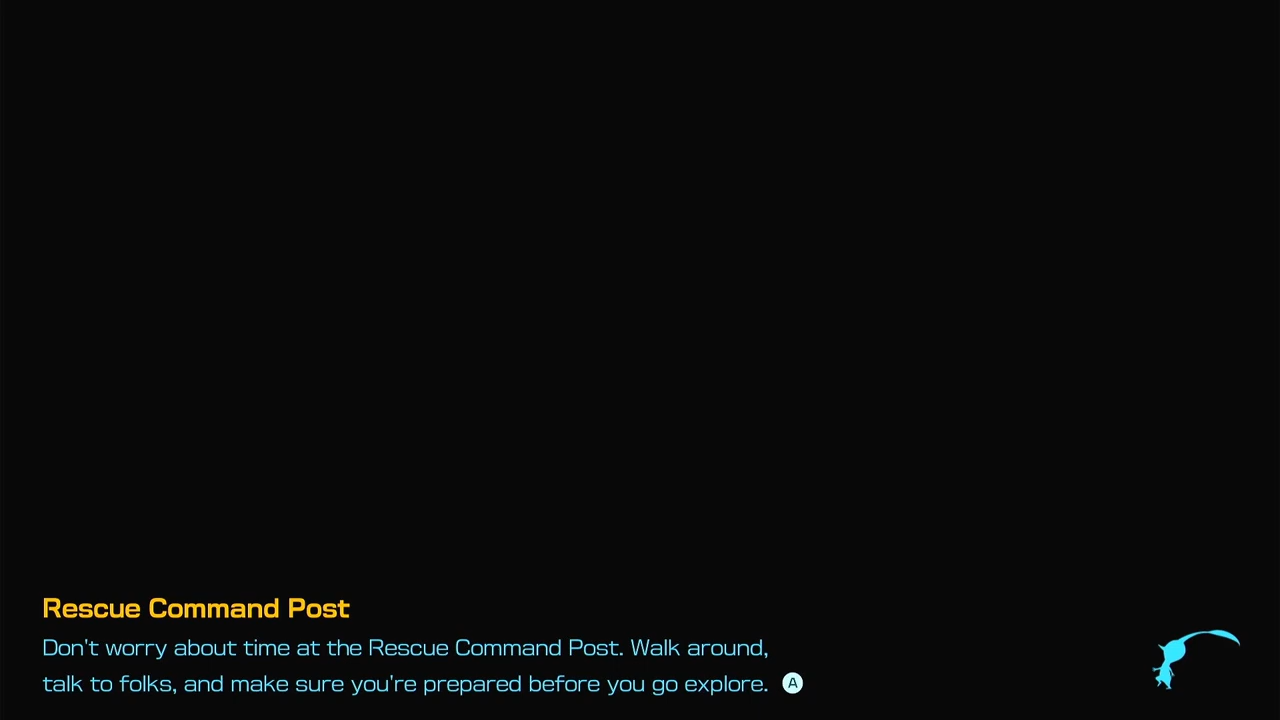 Rescue Command Post
Don't worry about time at the Rescue Command Post. Walk around,
talk to folks, and make sure you're prepared before you go explore. A